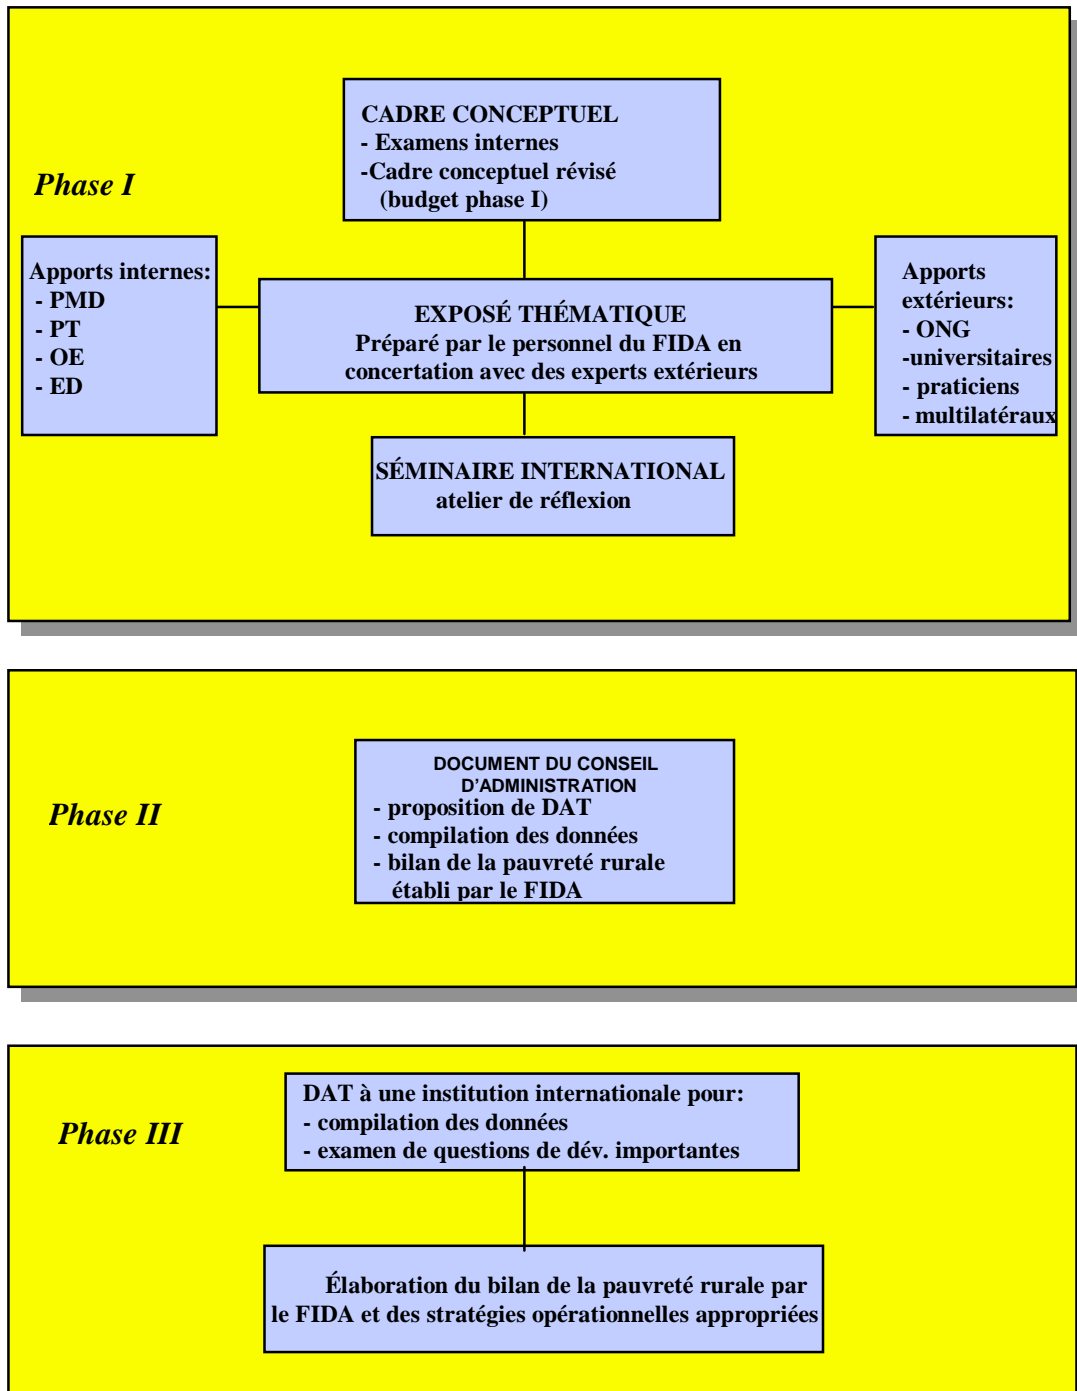 CADRE CONCEPTUEL
- Examens internes
-Cadre conceptuel révisé
(budget phase I)
Phase I
Apports internes:
- PMD
- PT
- OE
- ED
EXPOSÉ THÉMATIQUE
Préparé par le personnel du FIDA en
concertation avec des experts extérieurs
Apports
extérieurs:
- ONG
-universitaires
- praticiens
- multilatéraux
SÉMINAIRE INTERNATIONAL
atelier de réflexion
Phase II
DOCUMENT DU CONSEIL
D'ADMINISTRATION
- proposition de DAT
- compilation des données
- bilan de la pauvreté rurale
établi par le FIDA
Phase III
DAT à une institution internationale pour:
- compilation des données
- examen de questions de dév. importantes
Élaboration du bilan de la pauvreté rurale par
le FIDA et des stratégies opérationnelles appropriées